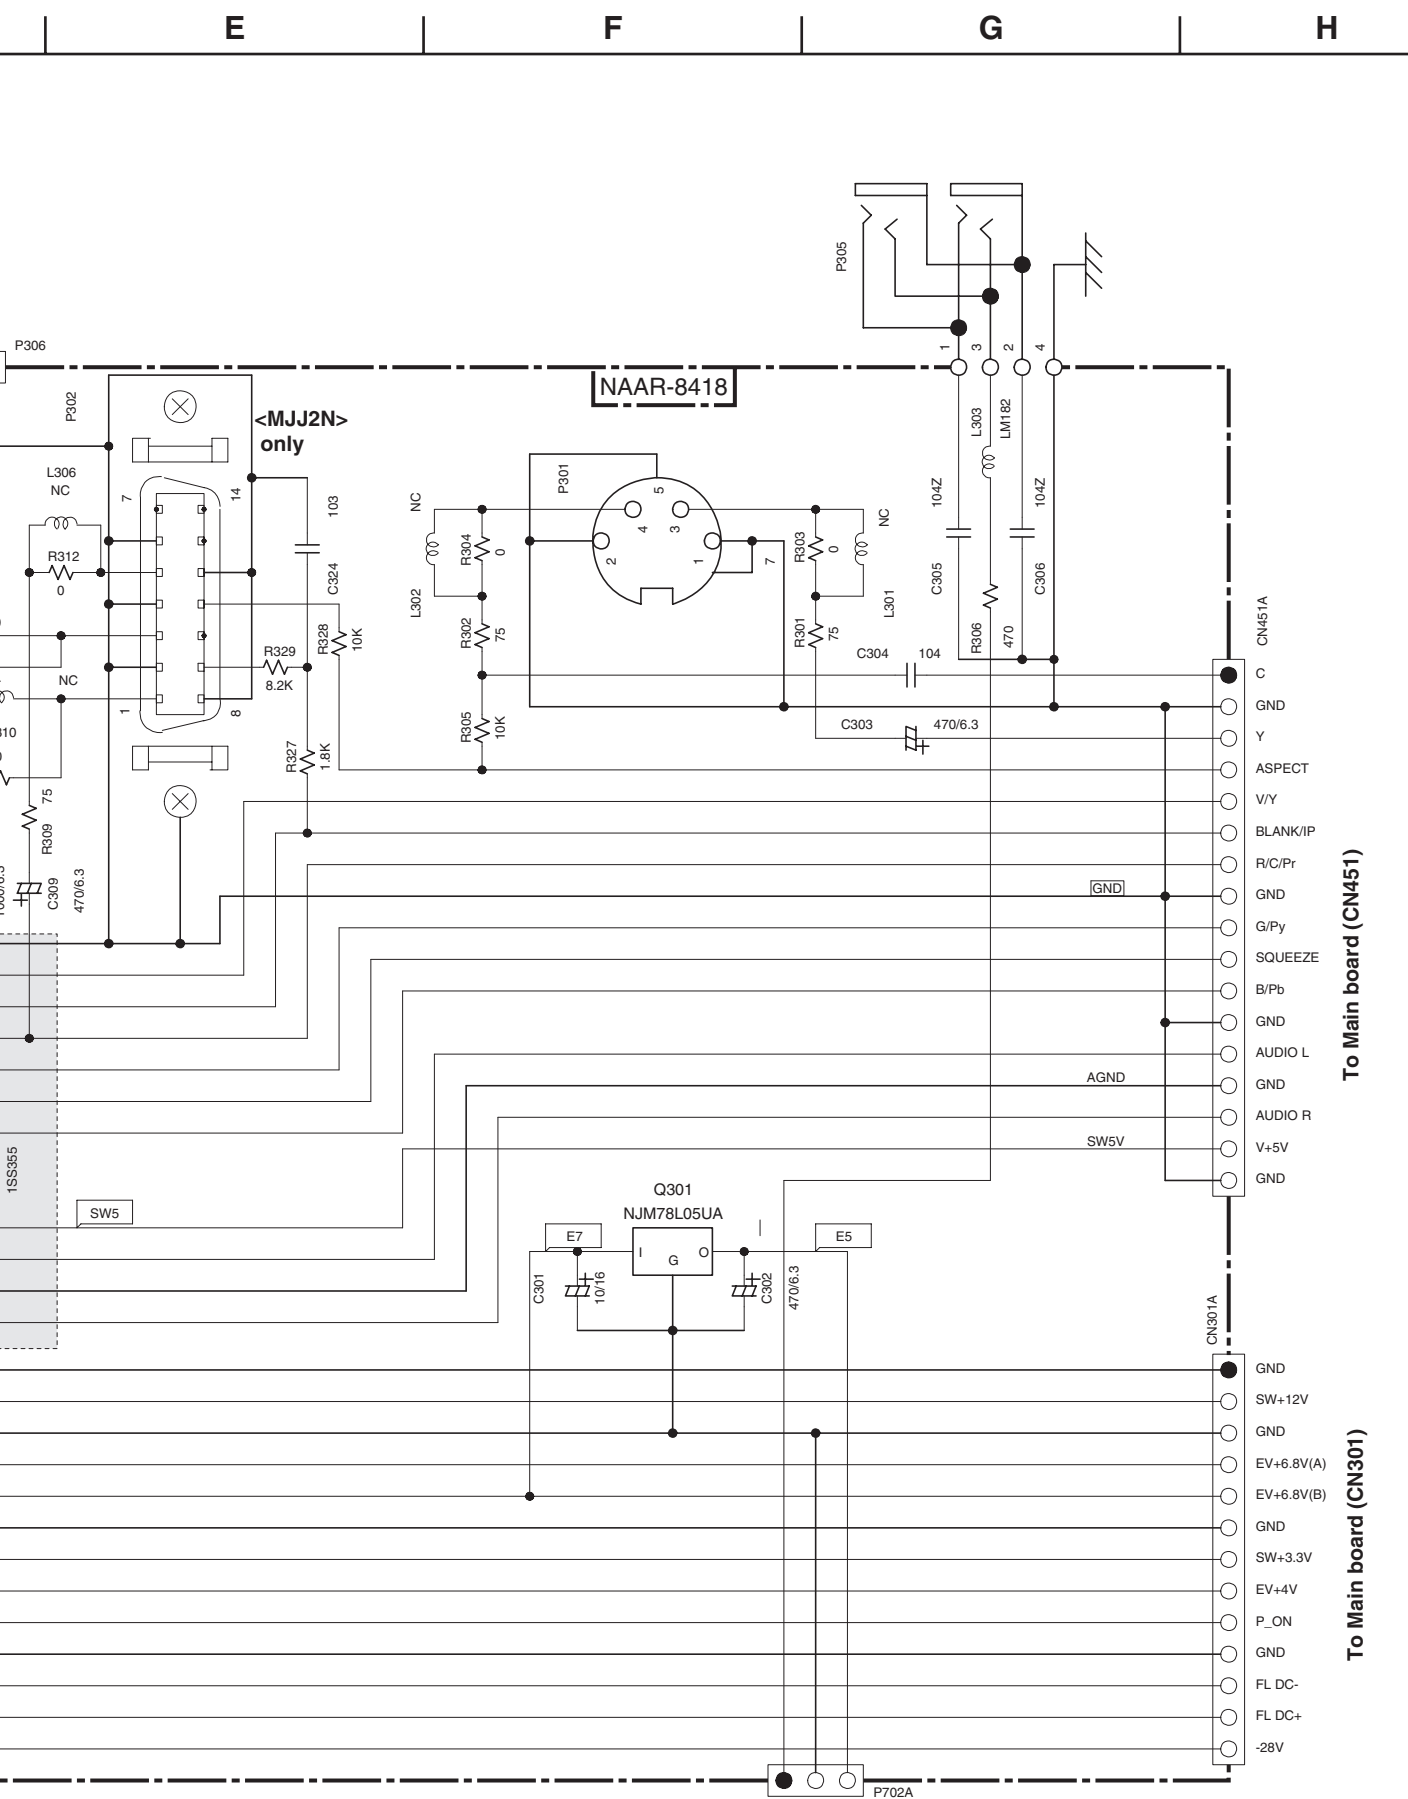 E
F
G
H
P305
1
3
2
4
P306
P302
NAAR-8418
<MJJ2N>
only
L303
LM182
L306
NC
7
14
103
NC
P301
5
4
3
2
1
7
NC
104Z
104Z
R312
0
C324
R304
0
R303
0
L302
L301
C305
C306
R302
75
R301
75
R328
10K
R306
470
R329
8.2K
C304
104
CN451A
NC
1
8
R305
10K
C303
470/6.3
R327
1.8K
75
R309
C309
470/6.3
C
GND
Y
ASPECT
V/Y
BLANK/IP
R/C/Pr
GND
GND
G/Py
SQUEEZE
B/Pb
GND
AUDIO L
AGND
GND
AUDIO R
SW5V
V+5V
GND
To Main board (CN451)
1SS355
SW5
Q301
NJM78L05UA
E7
I
G
O
E5
C301
10/16
C302
470/6.3
CN301A
GND
SW+12V
GND
EV+6.8V(A)
EV+6.8V(B)
GND
SW+3.3V
EV+4V
P_ON
GND
FL DC-
FL DC+
-28V
To Main board (CN301)
P702A